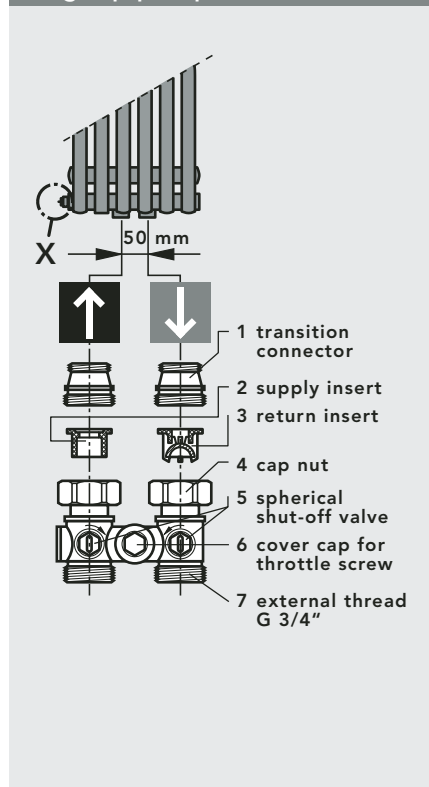 X
50 mm
1 transition
connector
2 supply insert
3 return insert
4 cap nut
5 spherical
shut-off valve
6 cover cap for
throttle screw
7 external thread
G 3/4“